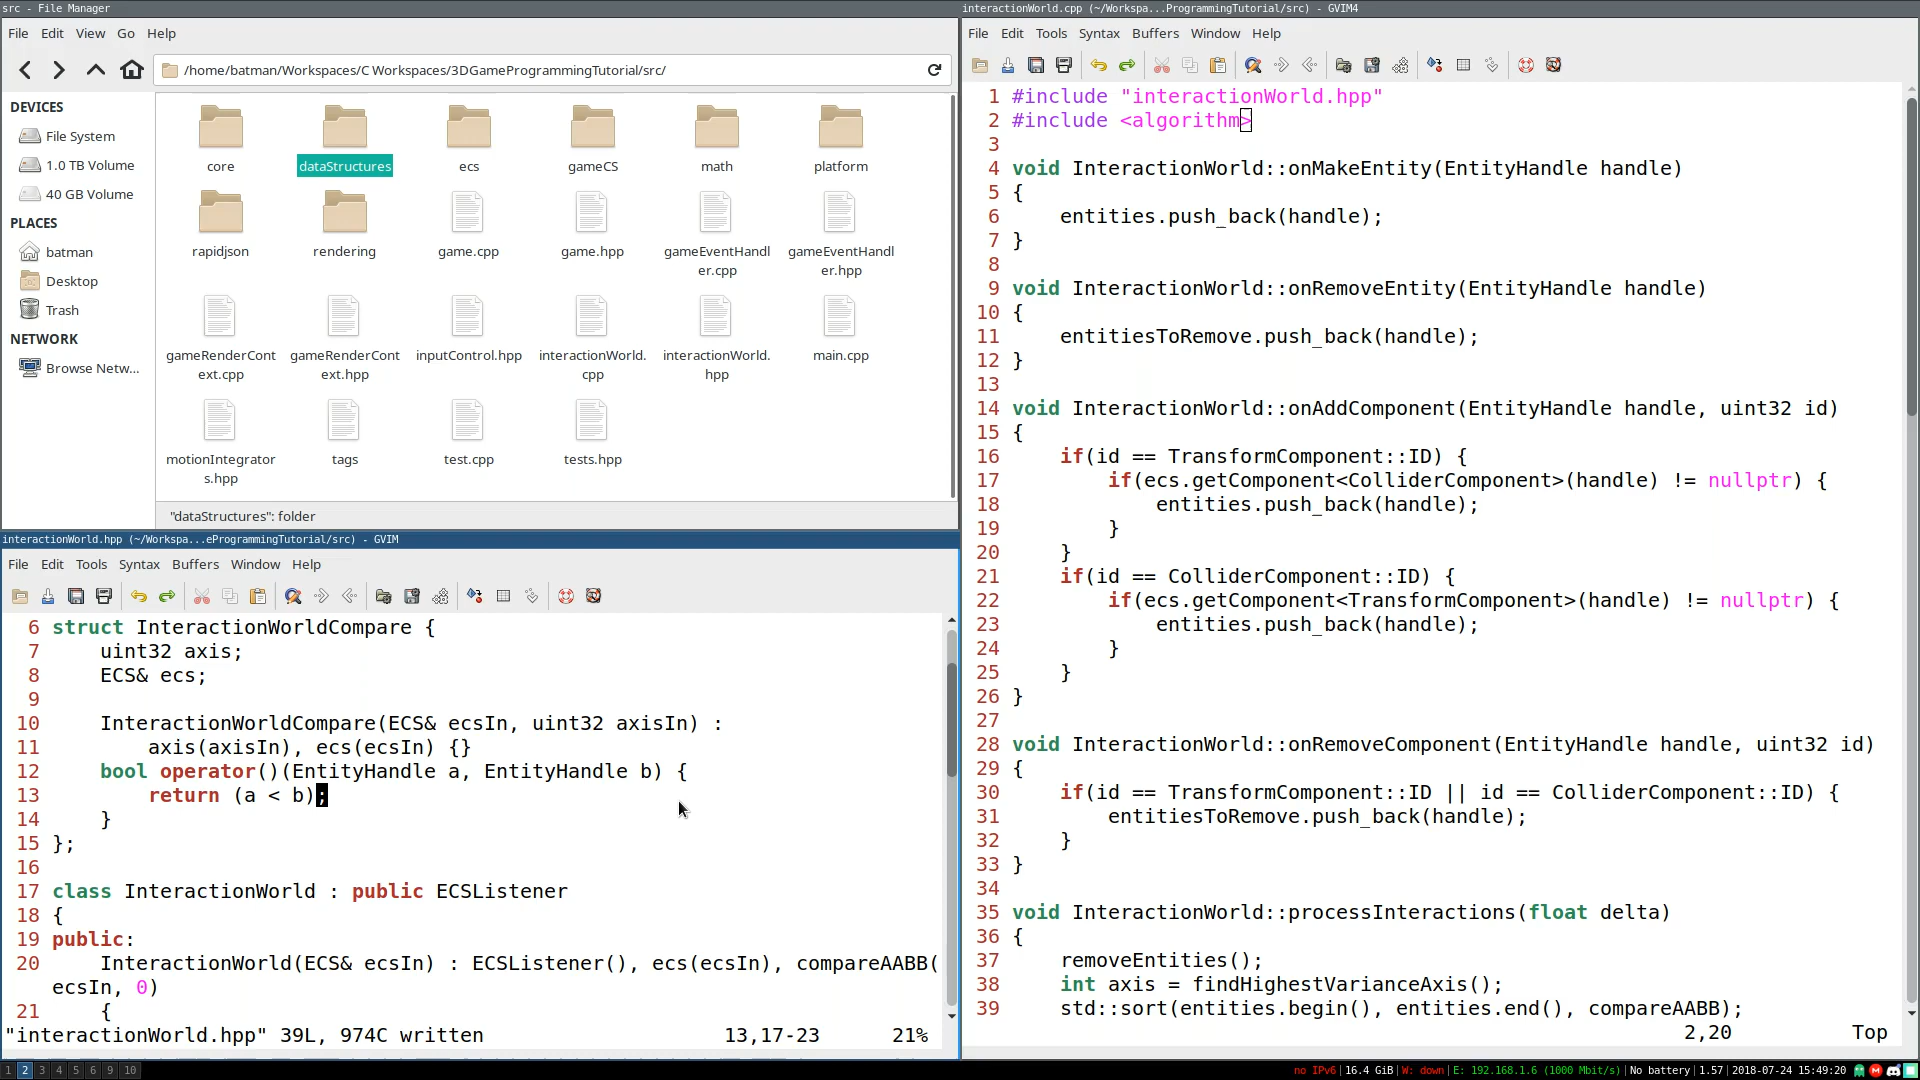 src - File Manager
File Edit View Go Help
/home/batman/Workspaces/C Workspaces/3DGameProgrammingTutorial/src/
DEVICES
File System
1.0 TB Volume
40 GB Volume
PLACES
batman
Desktop
Trash
NETWORK
Browse Netw...
core dataStructures ecs gameCS math platform
rapidjson rendering game.cpp game.hpp gameEventHandl
er.cpp gameEventHandl
er.hpp
gameRenderCont
ext.cpp gameRenderCont
ext.hpp inputControl.hpp interactionWorld.
cpp interactionWorld.
hpp main.cpp
motionIntegrator
s.hpp tags test.cpp tests.hpp
"dataStructures": folder
interactionWorld.hpp (~/Workspa...eProgrammingTutorial/src) - GVIM
File Edit Tools Syntax Buffers Window Help
6 struct InteractionWorldCompare {
7 uint32 axis;
8 ECS& ecs;
9
10 InteractionWorldCompare(ECS& ecsIn, uint32 axisIn) :
11 axis(axisIn), ecs(ecsIn) {}
12 bool operator()(EntityHandle a, EntityHandle b) {
13 return (a < b);
14 }
15 };
16
17 class InteractionWorld : public ECSListener
18 {
19 public:
20 InteractionWorld(ECS& ecsIn) : ECSListener(), ecs(ecsIn), compareAABB(
ecsIn, 0)
21 {
"interactionWorld.hpp" 39L, 974C written 13,17-23 21%
interactionWorld.cpp (~/Workspa...ProgrammingTutorial/src) - GVIM4
File Edit Tools Syntax Buffers Window Help
1 #include "interactionWorld.hpp"
2 #include <algorithm>
3
4 void InteractionWorld::onMakeEntity(EntityHandle handle)
5 {
6 entities.push_back(handle);
7 }
8
9 void InteractionWorld::onRemoveEntity(EntityHandle handle)
10 {
11 entitiesToRemove.push_back(handle);
12 }
13
14 void InteractionWorld::onAddComponent(EntityHandle handle, uint32 id)
15 {
16 if(id == TransformComponent::ID) {
17 if(ecs.getComponent<ColliderComponent>(handle) != nullptr) {
18 entities.push_back(handle);
19 }
20 }
21 if(id == ColliderComponent::ID) {
22 if(ecs.getComponent<TransformComponent>(handle) != nullptr) {
23 entities.push_back(handle);
24 }
25 }
26 }
27
28 void InteractionWorld::onRemoveComponent(EntityHandle handle, uint32 id)
29 {
30 if(id == TransformComponent::ID || id == ColliderComponent::ID) {
31 entitiesToRemove.push_back(handle);
32 }
33 }
34
35 void InteractionWorld::processInteractions(float delta)
36 {
37 removeEntities();
38 int axis = findHighestVarianceAxis();
39 std::sort(entities.begin(), entities.end(), compareAABB);
2,20 Top
1 2 3 4 5 6 9 10
no IPv6 | 16.4 GiB | W: down | E: 192.168.1.6 (1000 Mbit/s) | No battery | 1.57 | 2018-07-24 15:49:20